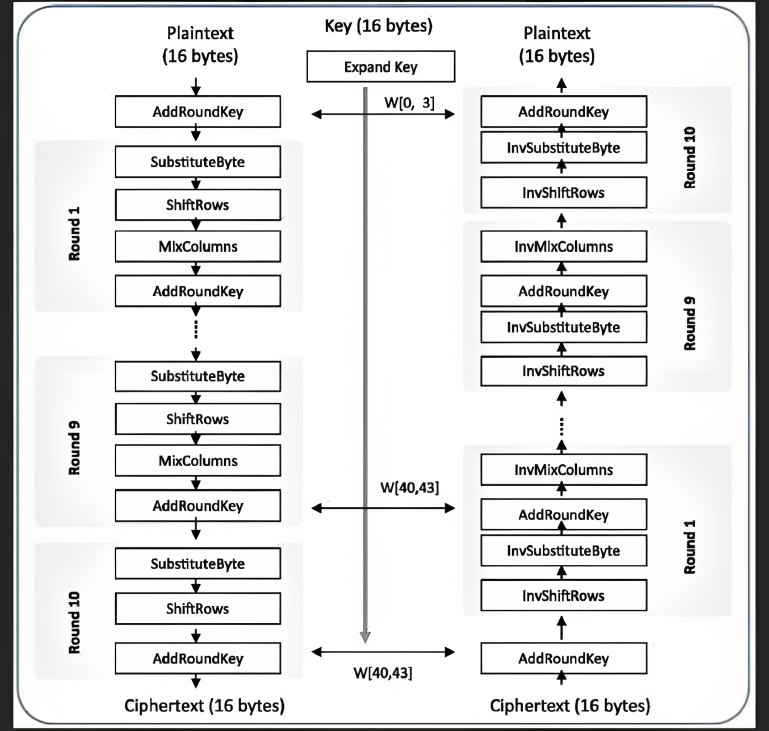 Plaintext
(16 bytes)
AddRoundKey
Round 1
SubstituteByte
ShiftRows
MixColumns
AddRoundKey
Round 9
SubstituteByte
ShiftRows
MixColumns
AddRoundKey
Round 10
SubstituteByte
ShiftRows
AddRoundKey
Ciphertext (16 bytes)
Key (16 bytes)
Expand Key
W[0, 3]
W[40,43]
W[40,43]
Plaintext
(16 bytes)
AddRoundKey
InvSubstituteByte
InvShiftRows
Round 10
InvMixColumns
AddRoundKey
InvSubstituteByte
InvShiftRows
Round 9
InvMixColumns
AddRoundKey
InvSubstituteByte
InvShiftRows
Round 1
AddRoundKey
Ciphertext (16 bytes)